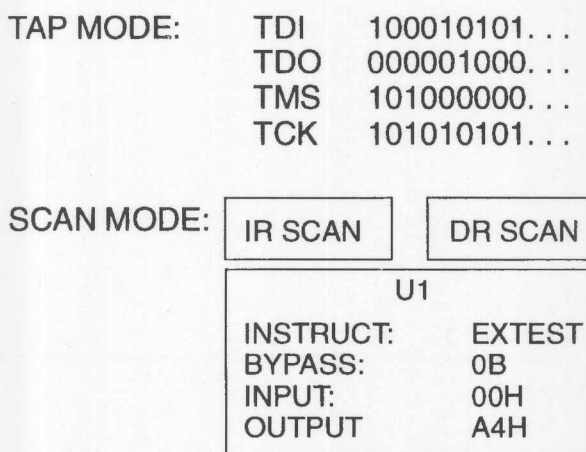 TAP MODE: TDI 100010101. . .
TDO 000001000. . .
TMS 101000000. . .
TCK 101010101. . .
SCAN MODE: IR SCAN DR SCAN
U1
INSTRUCT: EXTEST
BYPASS: 0B
INPUT: 00H
OUTPUT A4H